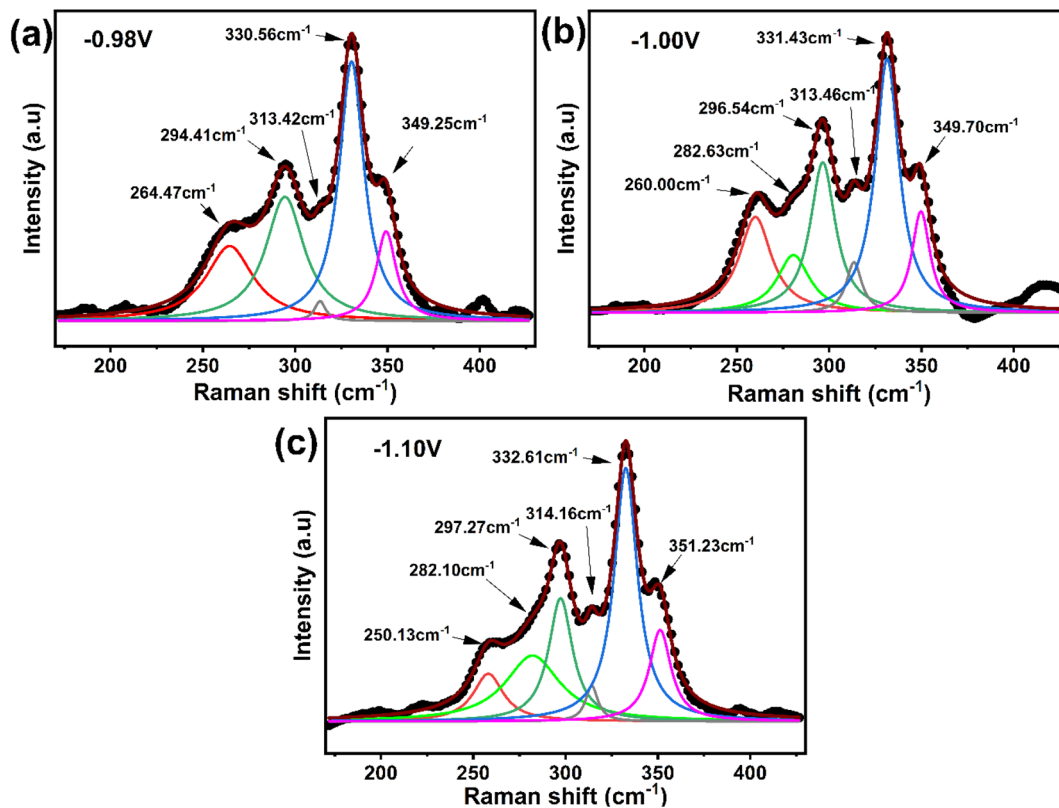 (a)
-0.98V
330.56cm⁻¹
313.42cm⁻¹
294.41cm⁻¹
349.25cm⁻¹
264.47cm⁻¹
Intensity (a.u)
200 250 300 350 400
Raman shift (cm⁻¹)
(b)
-1.00V
331.43cm⁻¹
313.46cm⁻¹
296.54cm⁻¹
349.70cm⁻¹
282.63cm⁻¹
260.00cm⁻¹
Intensity (a.u)
200 250 300 350 400
Raman shift (cm⁻¹)
(c)
-1.10V
332.61cm⁻¹
314.16cm⁻¹
297.27cm⁻¹
351.23cm⁻¹
282.10cm⁻¹
250.13cm⁻¹
Intensity (a.u)
200 250 300 350 400
Raman shift (cm⁻¹)